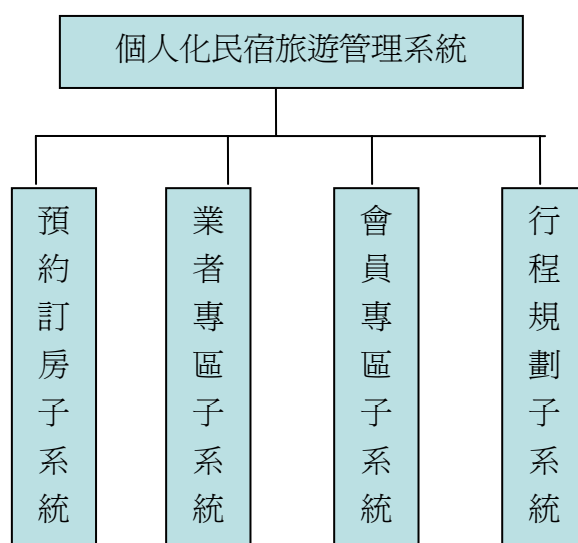 個人化民宿旅遊管理系統
預約訂房子系統
業者專區子系統
會員專區子系統
行程規劃子系統